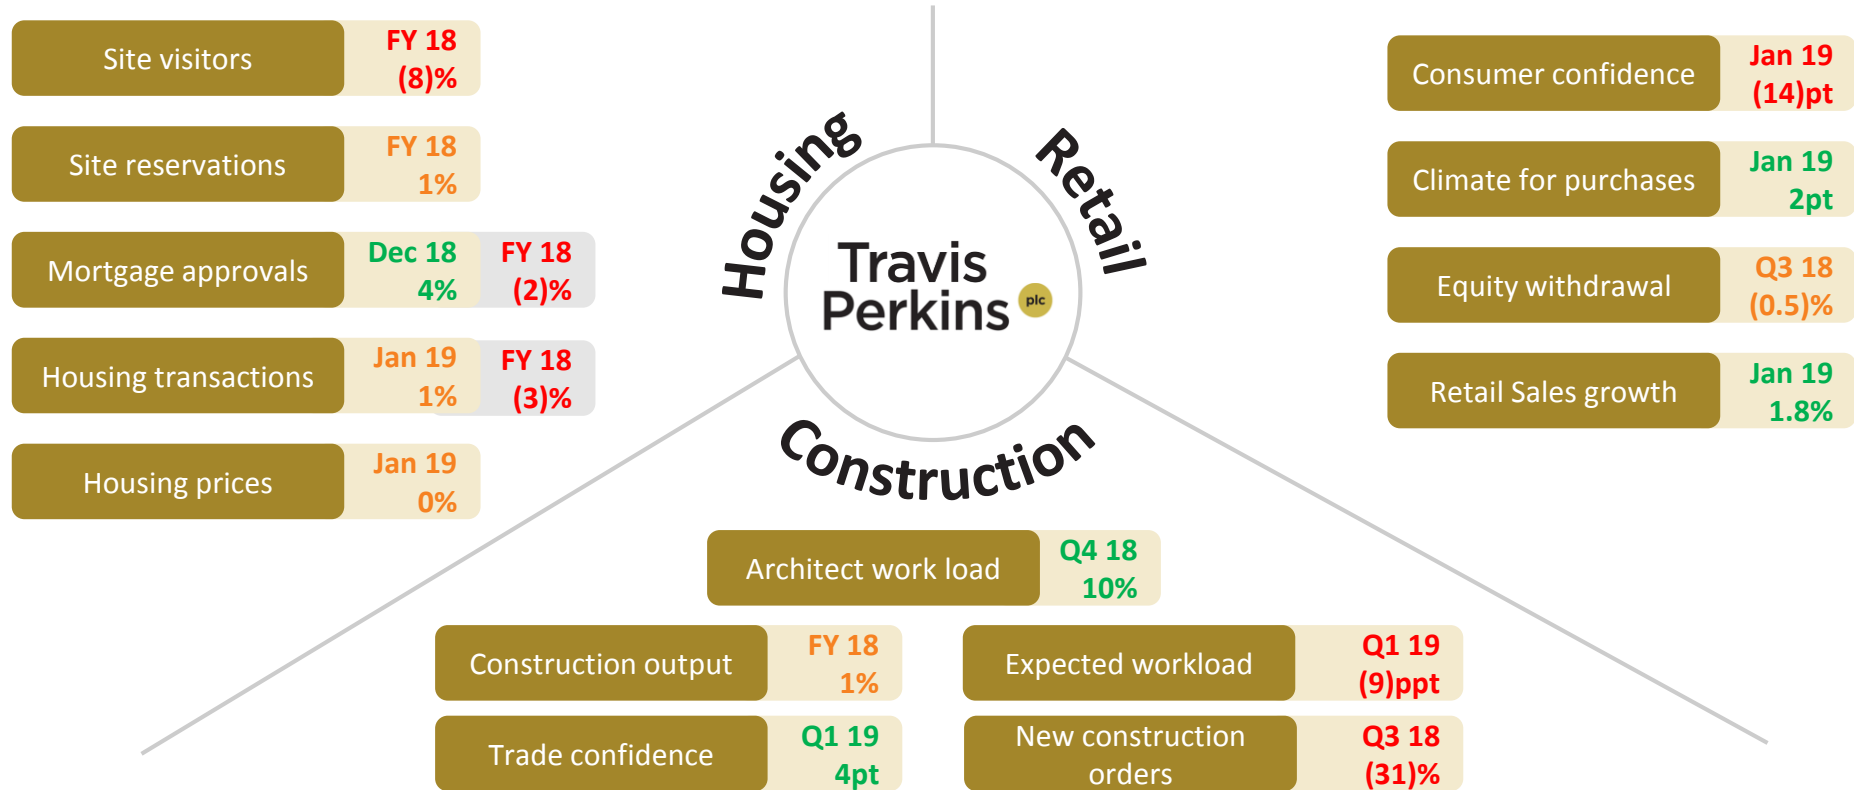 Site visitors
FY 18
(8)%
Site reservations
FY 18
1%
Mortgage approvals
Dec 18
4%
FY 18
(2)%
Housing transactions
Jan 19
1%
FY 18
(3)%
Housing prices
Jan 19
0%
Housing
Retail
Construction
Travis
Perkins
plc
Consumer confidence
Jan 19
(14)pt
Climate for purchases
Jan 19
2pt
Equity withdrawal
Q3 18
(0.5)%
Retail Sales growth
Jan 19
1.8%
Architect work load
Q4 18
10%
Construction output
FY 18
1%
Expected workload
Q1 19
(9)ppt
Trade confidence
Q1 19
4pt
New construction
orders
Q3 18
(31)%